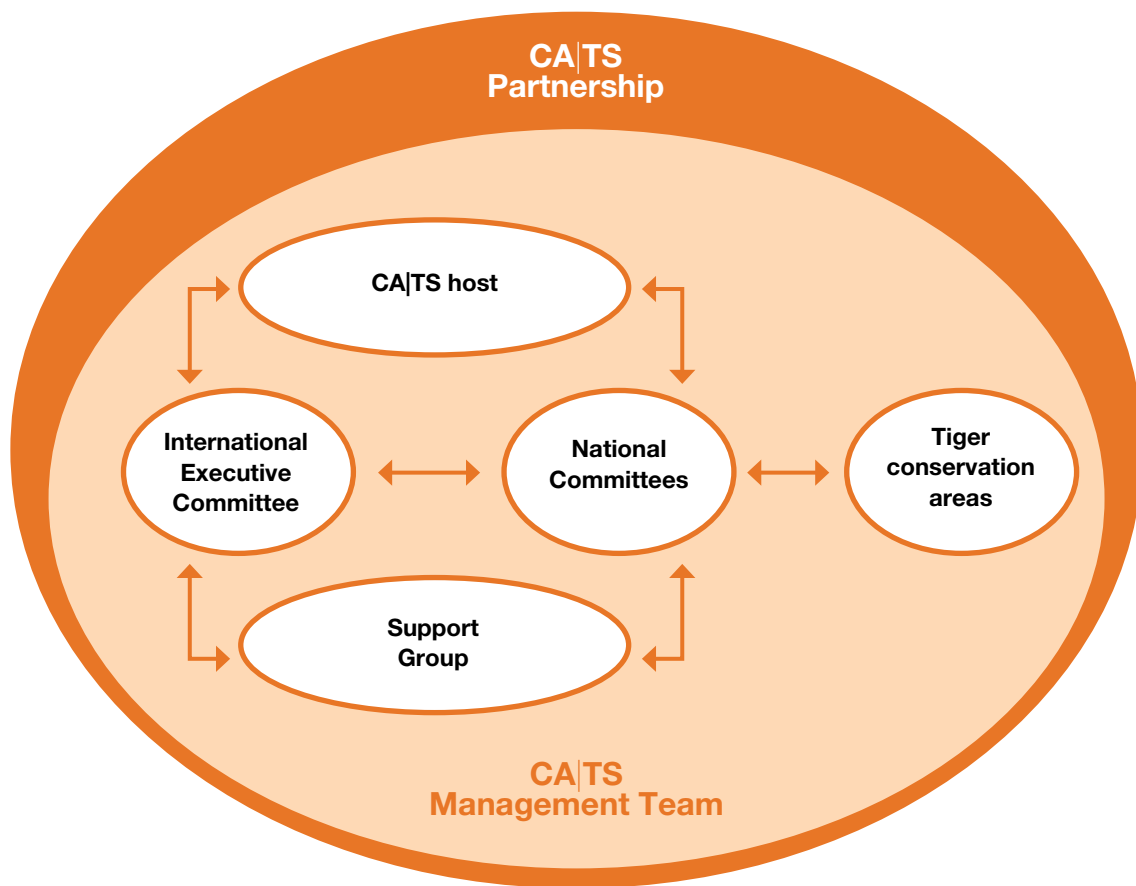 CA|TS
Partnership
CA|TS host
International
Executive
Committee
National
Committees
Tiger
conservation
areas
Support
Group
CA|TS
Management Team